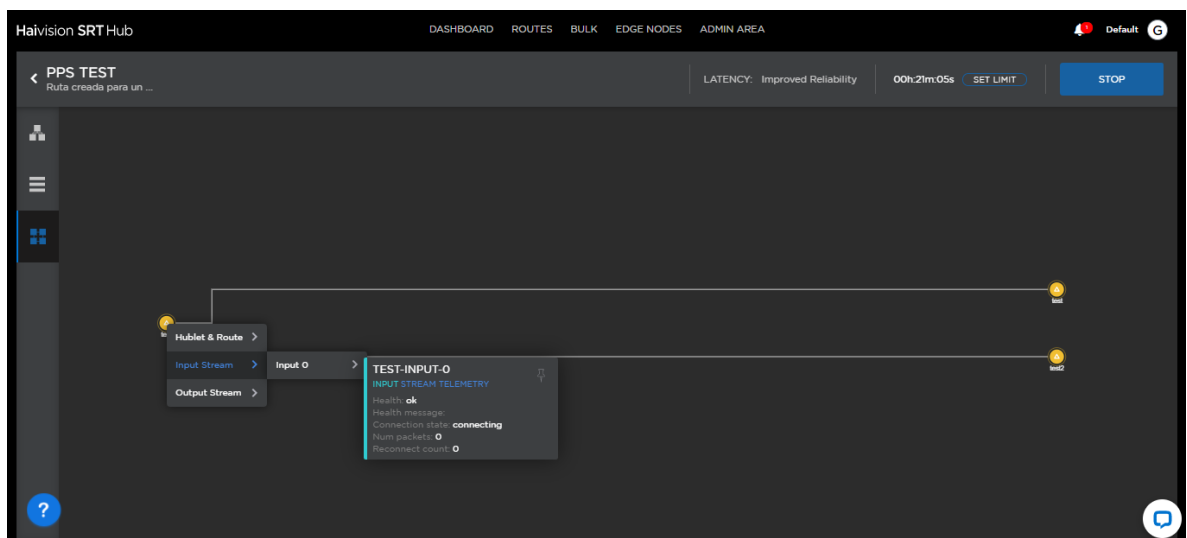 Haivision SRT Hub
DASHBOARD ROUTES BULK EDGE NODES ADMIN AREA
1 Default G
PPS TEST
Ruta creada para un ...
LATENCY: Improved Reliability
00h:21m:05s SET LIMIT
STOP
test
Hublet & Route
Input Stream
Input 0
Output Stream
TEST-INPUT-0
INPUT STREAM TELEMETRY
Health: ok
Health message:
Connection state: connecting
Num packets: 0
Reconnect count: 0
test2
?